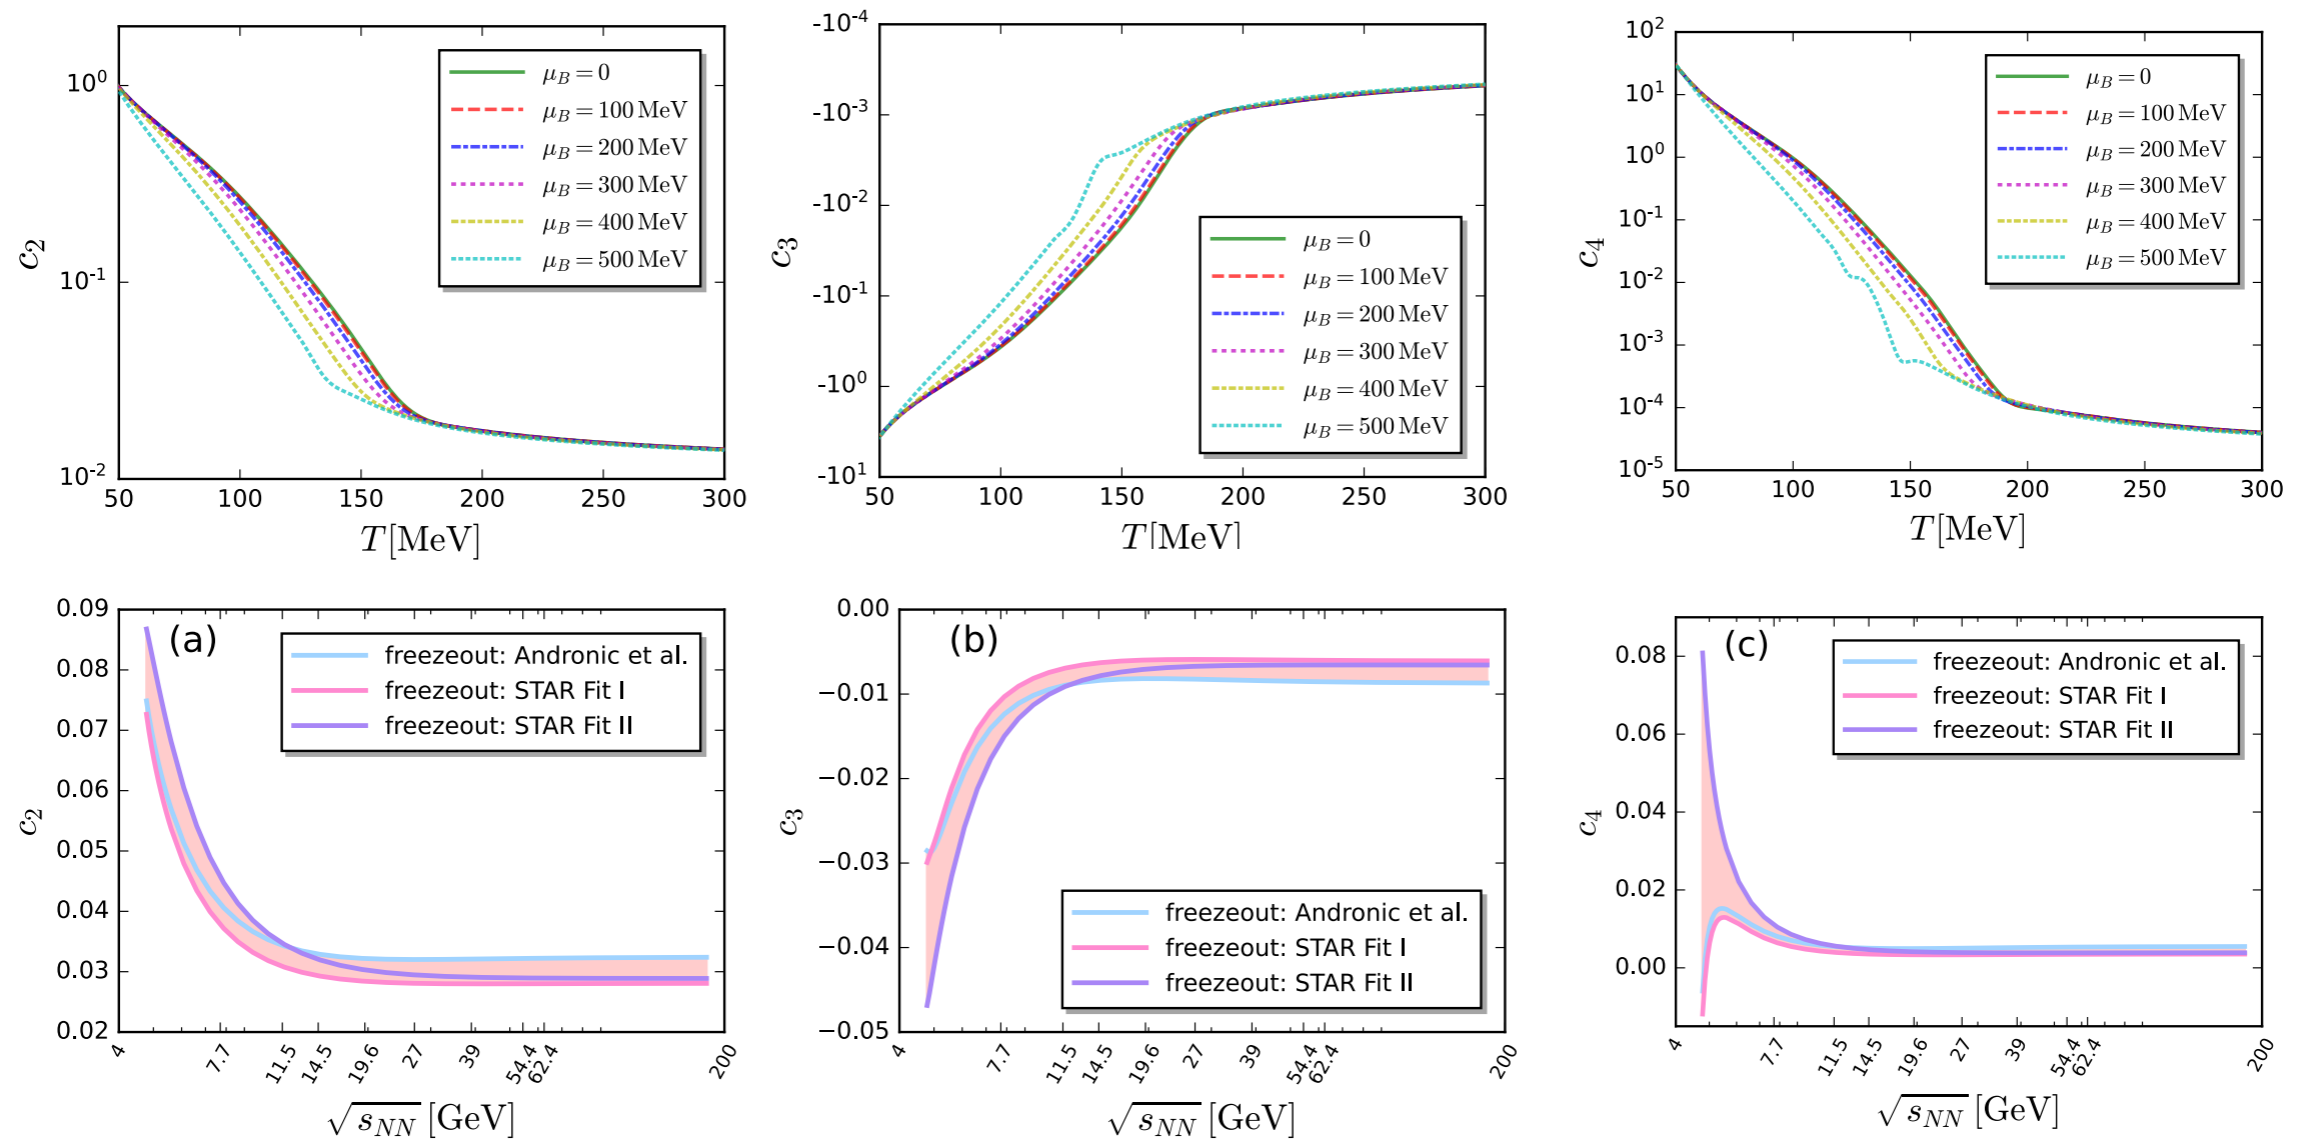 10^0
10^-1
10^-2
c_2
50 100 150 200 250 300
T[MeV]
μ_B = 0
μ_B = 100 MeV
μ_B = 200 MeV
μ_B = 300 MeV
μ_B = 400 MeV
μ_B = 500 MeV
-10^-4
-10^-3
-10^-2
-10^-1
-10^0
-10^1
c_3
50 100 150 200 250 300
T[MeV]
μ_B = 0
μ_B = 100 MeV
μ_B = 200 MeV
μ_B = 300 MeV
μ_B = 400 MeV
μ_B = 500 MeV
10^2
10^1
10^0
10^-1
10^-2
10^-3
10^-4
10^-5
c_4
50 100 150 200 250 300
T[MeV]
μ_B = 0
μ_B = 100 MeV
μ_B = 200 MeV
μ_B = 300 MeV
μ_B = 400 MeV
μ_B = 500 MeV
(a)
0.09
0.08
0.07
0.06
0.05
0.04
0.03
0.02
c_2
freezeout: Andronic et al.
freezeout: STAR Fit I
freezeout: STAR Fit II
4 7.7 11.5 14.5 19.6 27 39 54.4 62.4 200
√s_NN [GeV]
(b)
0.00
−0.01
−0.02
−0.03
−0.04
−0.05
c_3
freezeout: Andronic et al.
freezeout: STAR Fit I
freezeout: STAR Fit II
4 7.7 11.5 14.5 19.6 27 39 54.4 62.4 200
√s_NN [GeV]
(c)
0.08
0.06
0.04
0.02
0.00
c_4
freezeout: Andronic et al.
freezeout: STAR Fit I
freezeout: STAR Fit II
4 7.7 11.5 14.5 19.6 27 39 54.4 62.4 200
√s_NN [GeV]